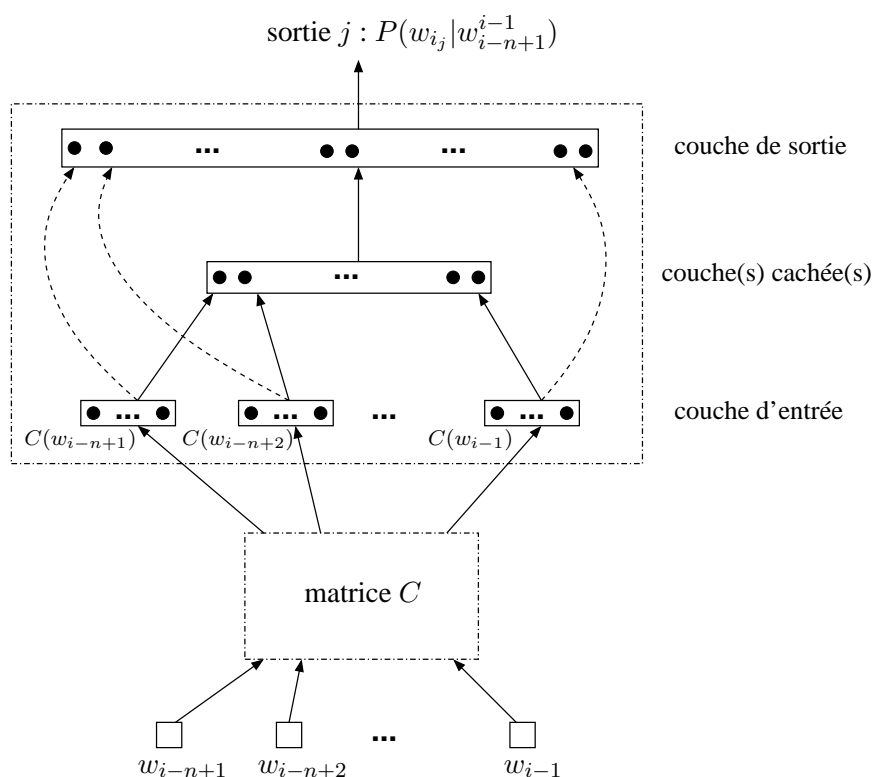 sortie $j : P(w_{i_j}|w_{i-n+1}^{i-1})$
...
...
couche de sortie
...
couche(s) cachée(s)
...
...
...
...
couche d'entrée
$C(w_{i-n+1})$ $C(w_{i-n+2})$ $C(w_{i-1})$
matrice $C$
...
$w_{i-n+1}$ $w_{i-n+2}$ $w_{i-1}$